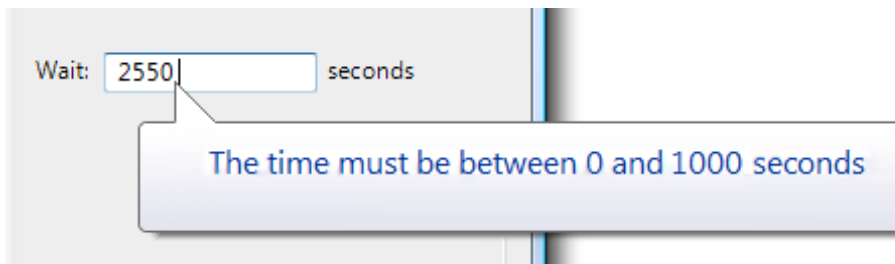 Wait: 2550 seconds
The time must be between 0 and 1000 seconds